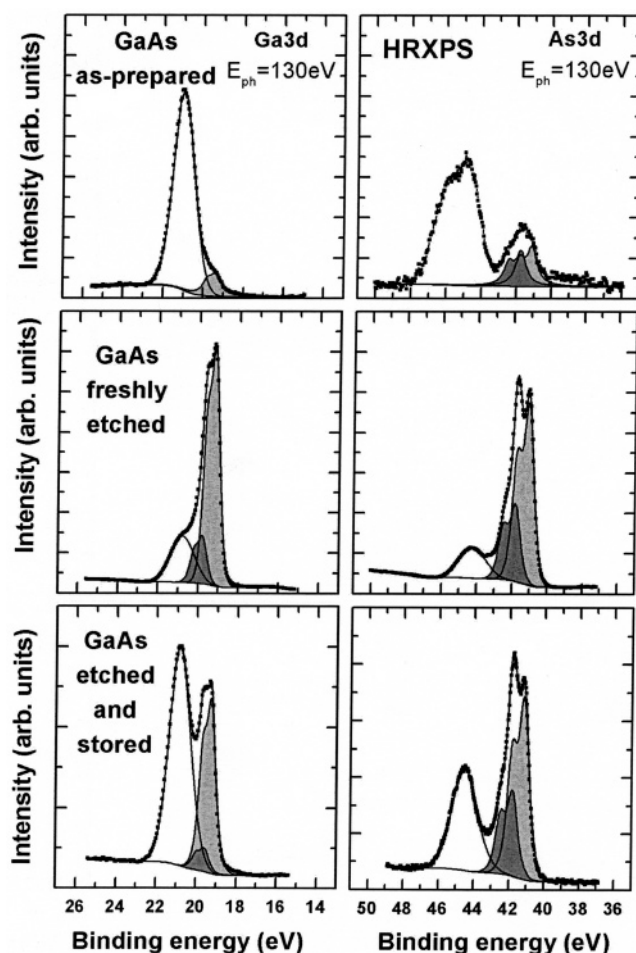 GaAs
as-prepared
Ga3d
E_ph=130eV
HRXPS
As3d
E_ph=130eV
Intensity (arb. units)
GaAs
freshly
etched
Intensity (arb. units)
GaAs
etched
and
stored
Intensity (arb. units)
26 24 22 20 18 16 14
50 48 46 44 42 40 38 36
Binding energy (eV)
Binding energy (eV)